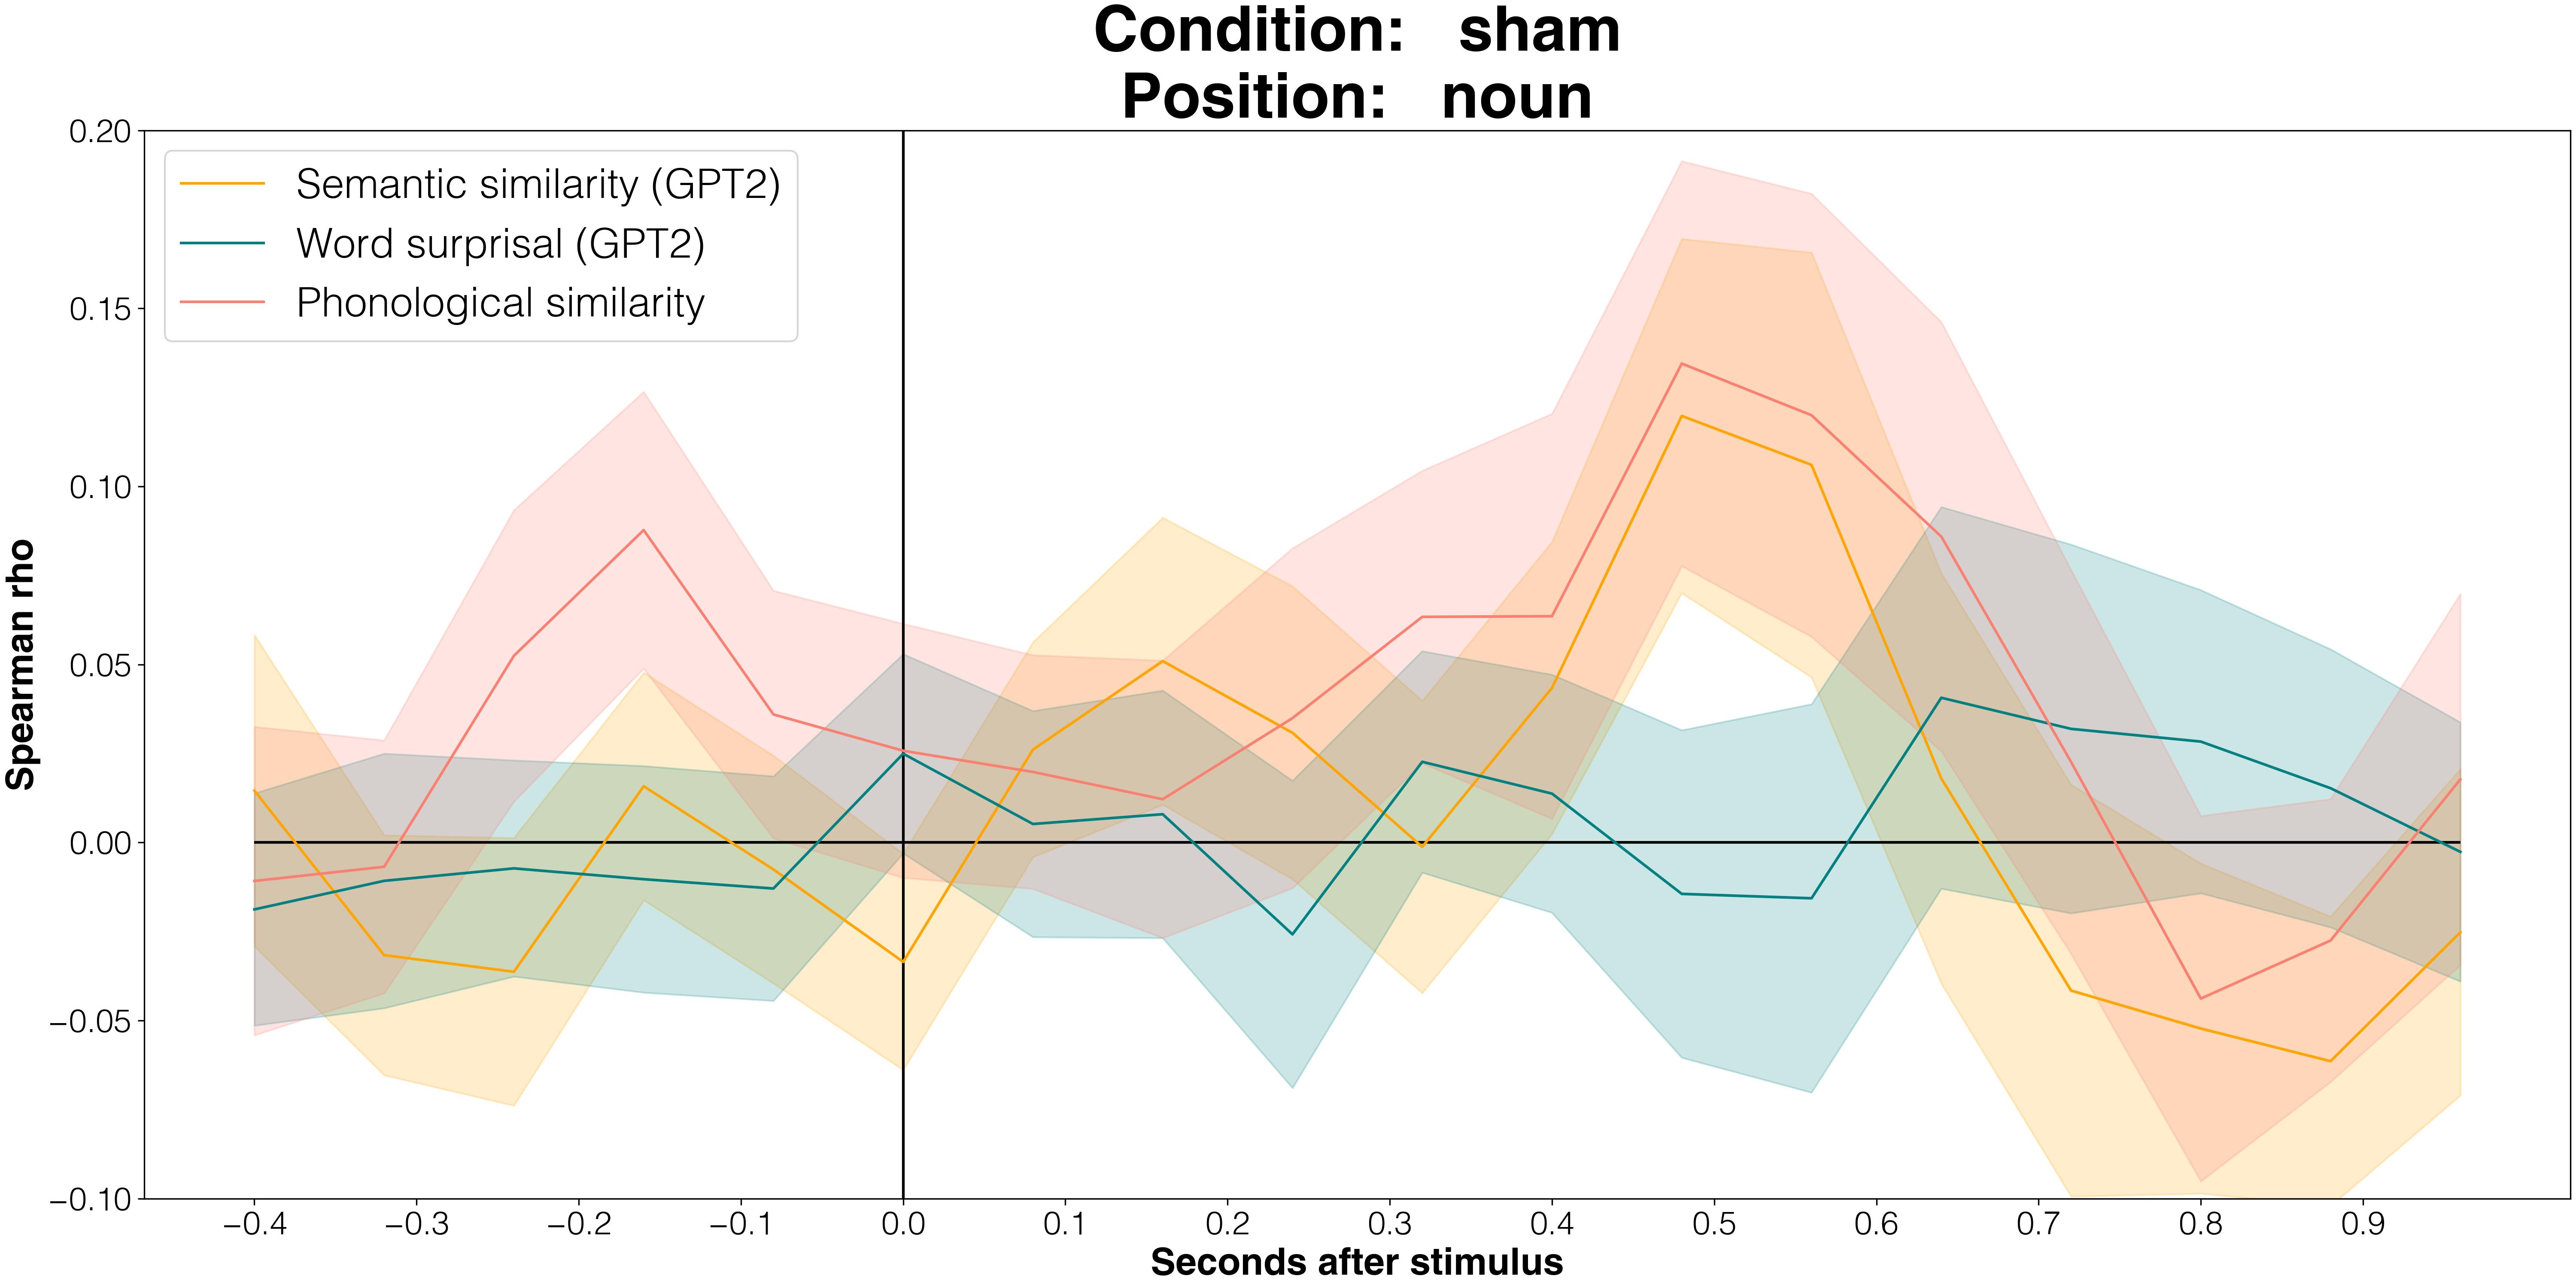 Condition: sham
Position: noun
0.20
0.15
0.10
0.05
0.00
−0.05
−0.10
Spearman rho
Semantic similarity (GPT2)
Word surprisal (GPT2)
Phonological similarity
−0.4 −0.3 −0.2 −0.1 0.0 0.1 0.2 0.3 0.4 0.5 0.6 0.7 0.8 0.9
Seconds after stimulus